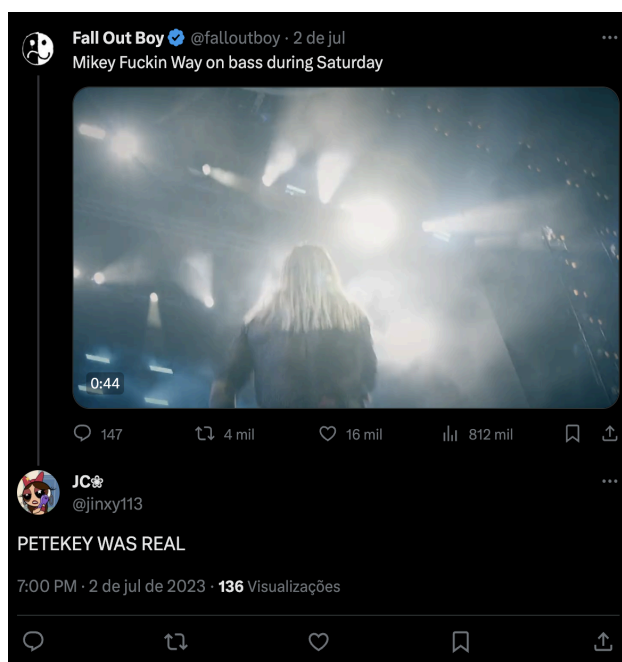 Fall Out Boy @falloutboy · 2 de jul
Mikey Fuckin Way on bass during Saturday
0:44
147 4 mil 16 mil 812 mil
JC❀
@jinxy113
PETEKEY WAS REAL
7:00 PM · 2 de jul de 2023 · 136 Visualizações